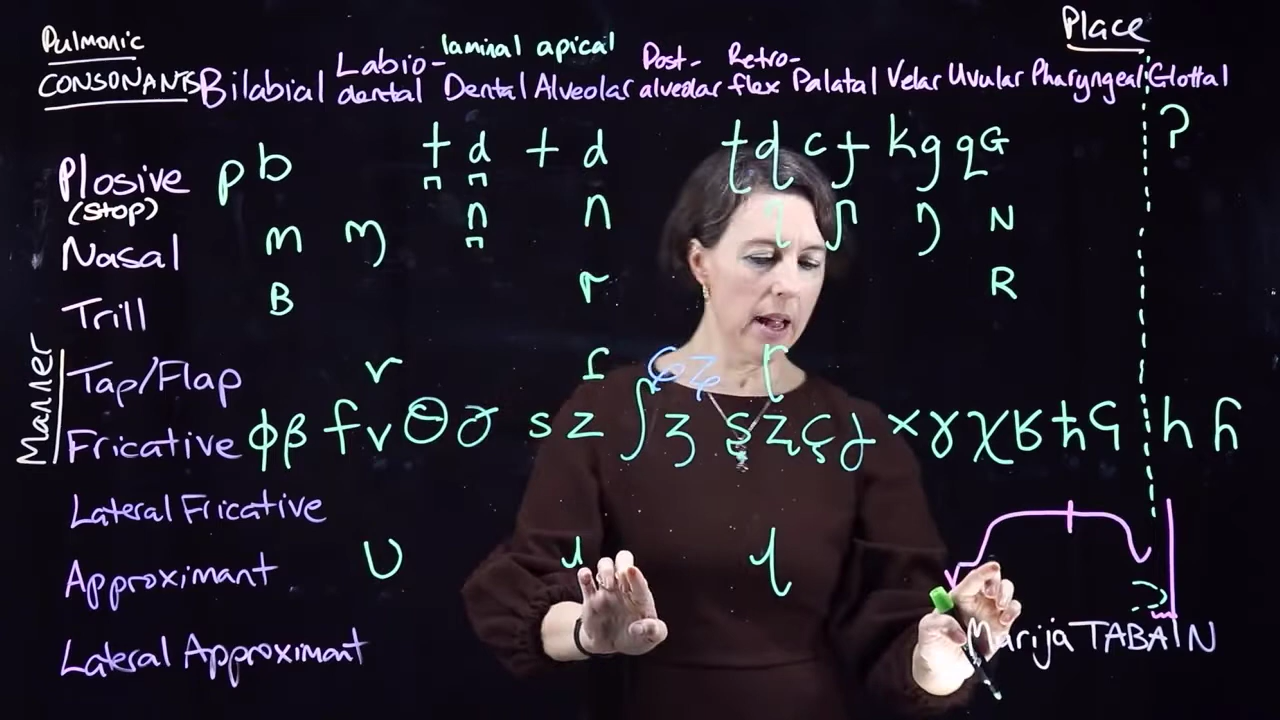 Place
Pulmonic
CONSONANTS Bilabial Labio-dental laminal Dental apical Alveolar Post-alveolar Retro-flex Palatal Velar Uvular Pharyngeal Glottal
Plosive p b t̪ d̪ t d ʈ ɖ c ɟ k g q ɢ ʔ
(stop)
Nasal m ɱ n̪ n ɳ ɲ ŋ ɴ
Trill ʙ r ʀ
Manner
Tap/Flap ⱱ ɾ ɽ
ɕ ʑ
Fricative ɸ β f v θ ð s z ʃ ʒ ʂ ʐ ç ʝ x ɣ χ ʁ ħ ʕ h ɦ
Lateral Fricative
Approximant ʋ ɹ ɻ
Lateral Approximant
Marija TABAIN